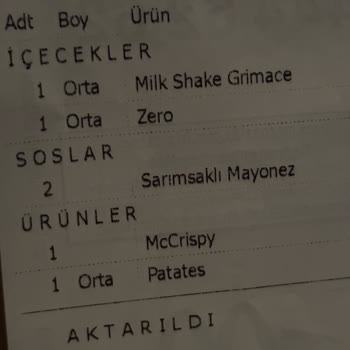 Adt Boy Ürün
İÇECEKLER
1 Orta Milk Shake Grimace
1 Orta Zero
SOSLAR
2 Sarımsaklı Mayonez
ÜRÜNLER
1 McCrispy
1 Orta Patates
AKTARILDI